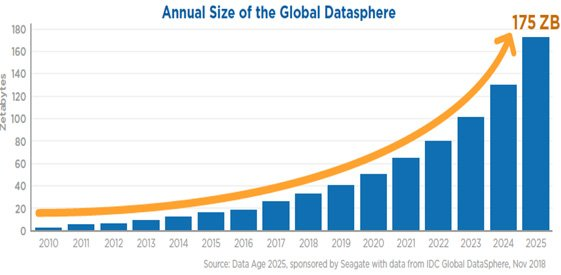 Annual Size of the Global Datasphere
175 ZB
Zetabytes
180
160
140
120
100
80
60
40
20
0
2010 2011 2012 2013 2014 2015 2016 2017 2018 2019 2020 2021 2022 2023 2024 2025
Source: Data Age 2025, sponsored by Seagate with data from IDC Global DataSphere, Nov 2018